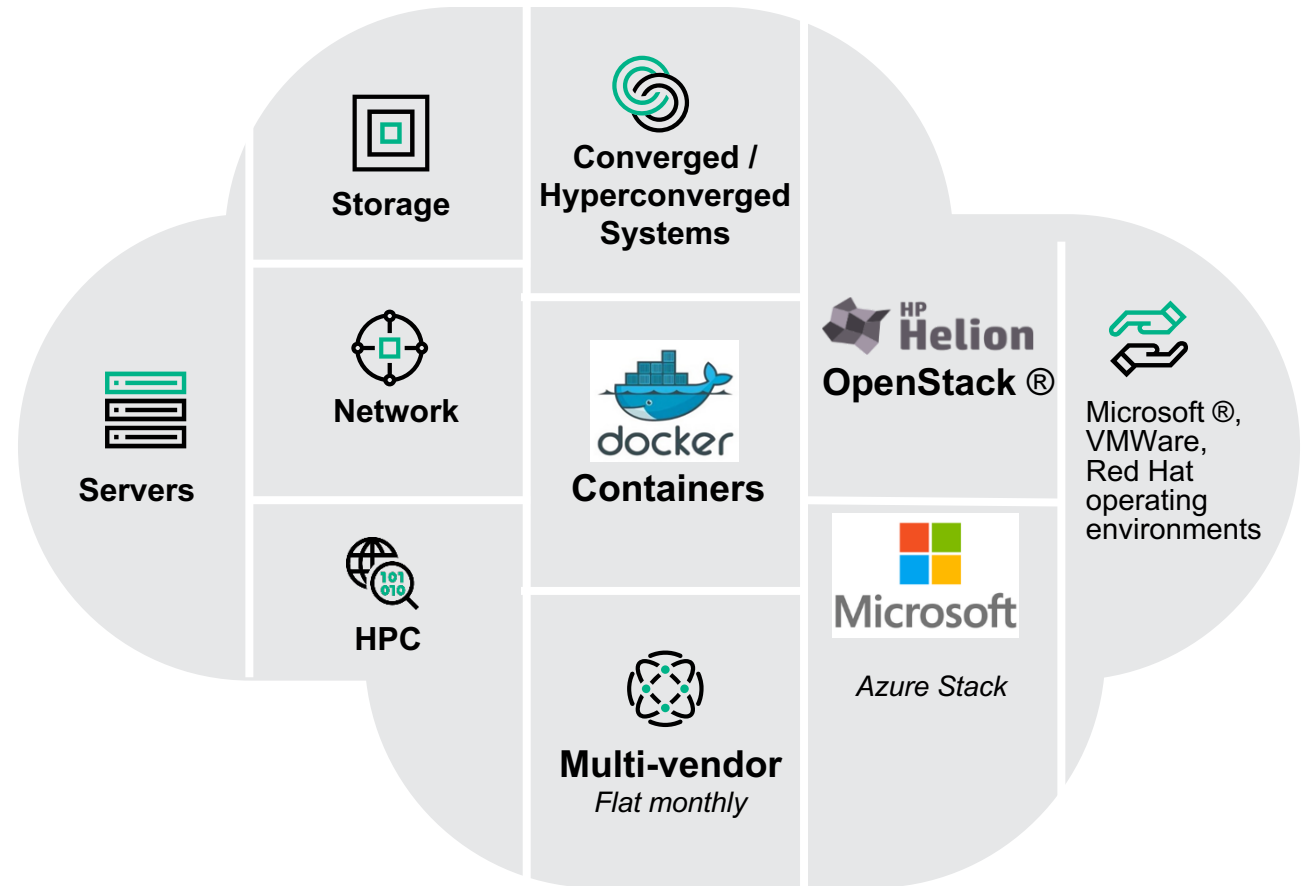 Servers
Storage
Network
101
010
HPC
Converged /
Hyperconverged
Systems
docker
Containers
Multi-vendor
Flat monthly
HP
Helion
OpenStack ®
Microsoft
Azure Stack
Microsoft ®,
VMWare,
Red Hat
operating
environments